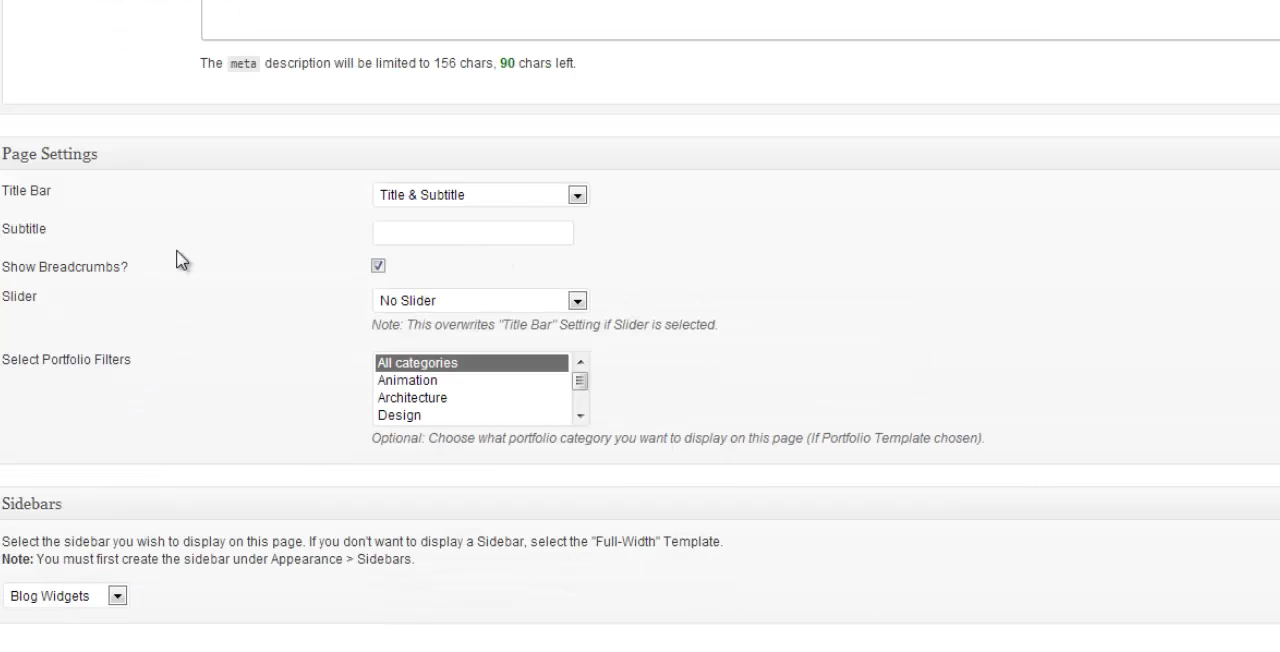 The meta description will be limited to 156 chars, 90 chars left.
Page Settings
Title Bar
Title & Subtitle
Subtitle
Show Breadcrumbs?
Slider
No Slider
Note: This overwrites "Title Bar" Setting if Slider is selected.
Select Portfolio Filters
All categories
Animation
Architecture
Design
Optional: Choose what portfolio category you want to display on this page (If Portfolio Template chosen).
Sidebars
Select the sidebar you wish to display on this page. If you don't want to display a Sidebar, select the "Full-Width" Template.
Note: You must first create the sidebar under Appearance > Sidebars.
Blog Widgets